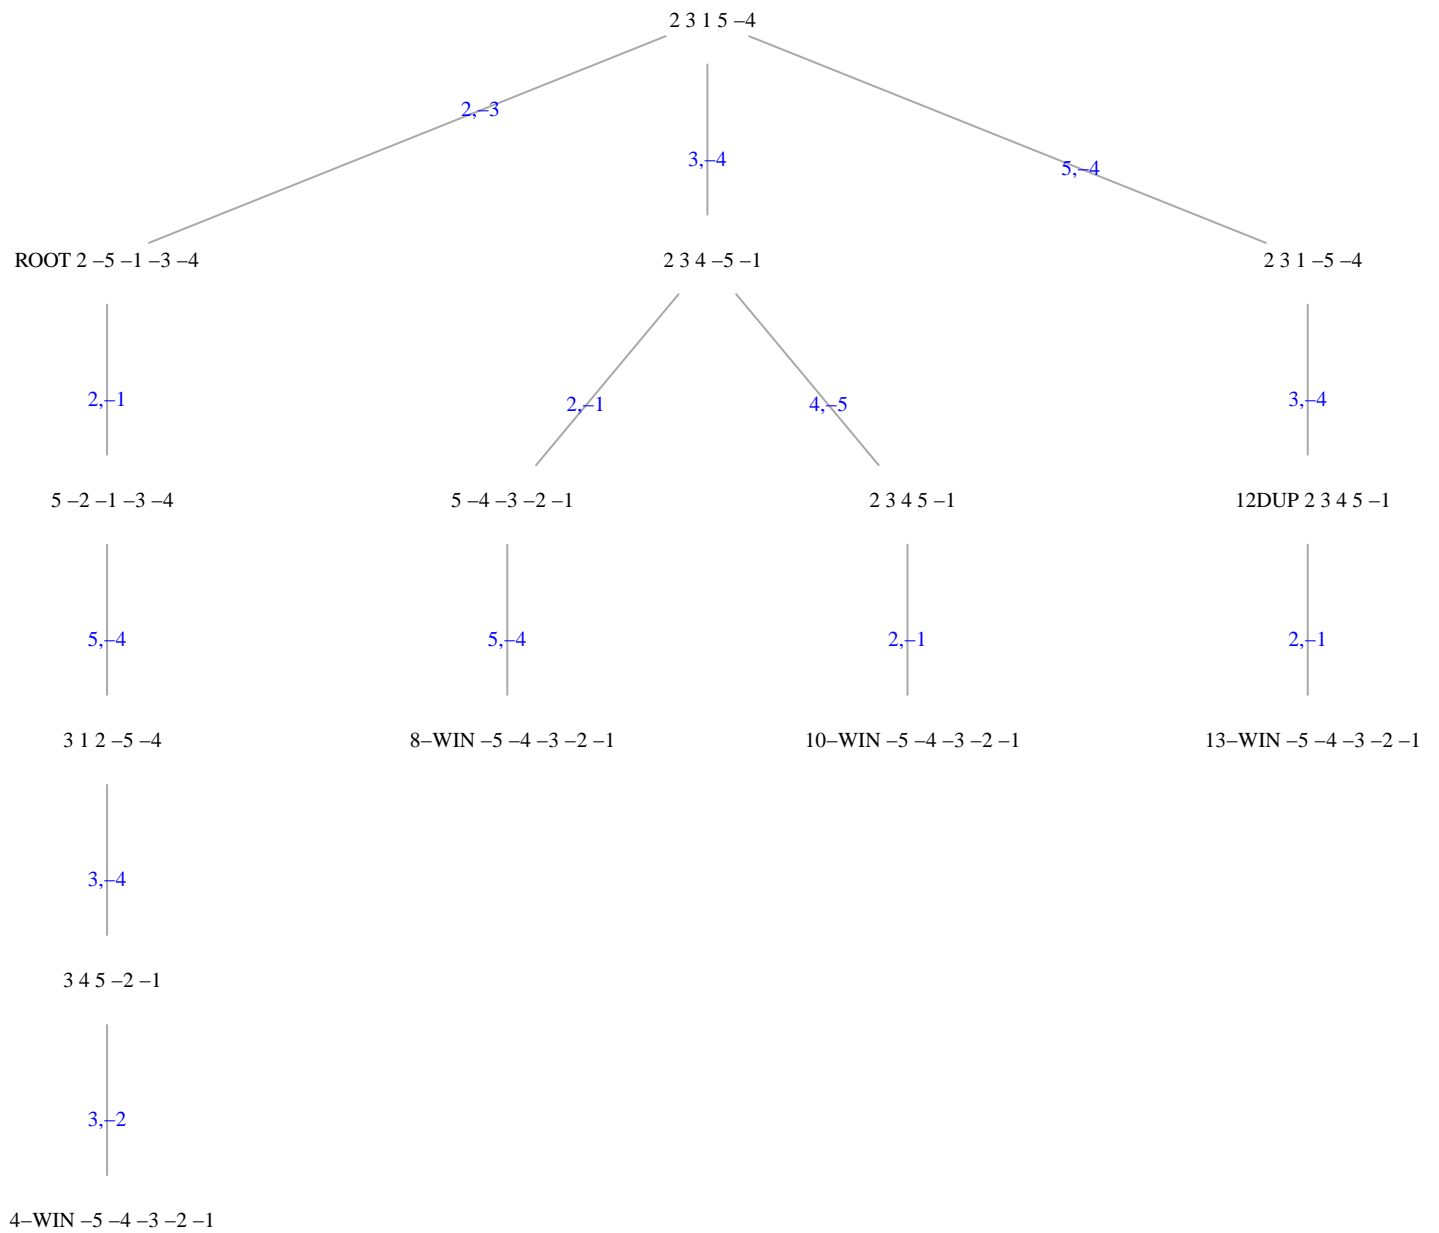 2 3 1 5 –4
2,–3
3,–4
5,–4
ROOT 2 –5 –1 –3 –4
2 3 4 –5 –1
2 3 1 –5 –4
2,–1
2,–1
4,–5
3,–4
5 –2 –1 –3 –4
5 –4 –3 –2 –1
2 3 4 5 –1
12DUP 2 3 4 5 –1
5,–4
5,–4
2,–1
2,–1
3 1 2 –5 –4
8–WIN –5 –4 –3 –2 –1
10–WIN –5 –4 –3 –2 –1
13–WIN –5 –4 –3 –2 –1
3,–4
3 4 5 –2 –1
3,–2
4–WIN –5 –4 –3 –2 –1